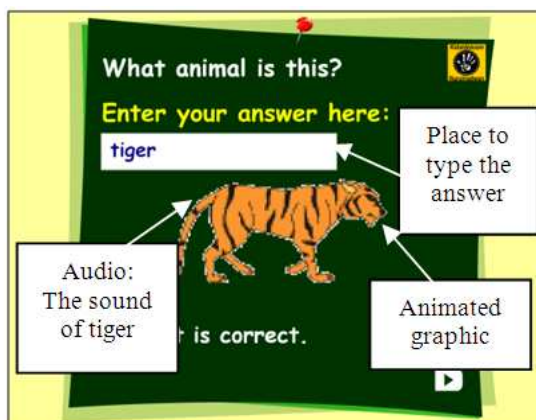 What animal is this?
Enter your answer here:
tiger
Place to
type the
answer
Audio:
The sound
of tiger
Animated
graphic
t is correct.